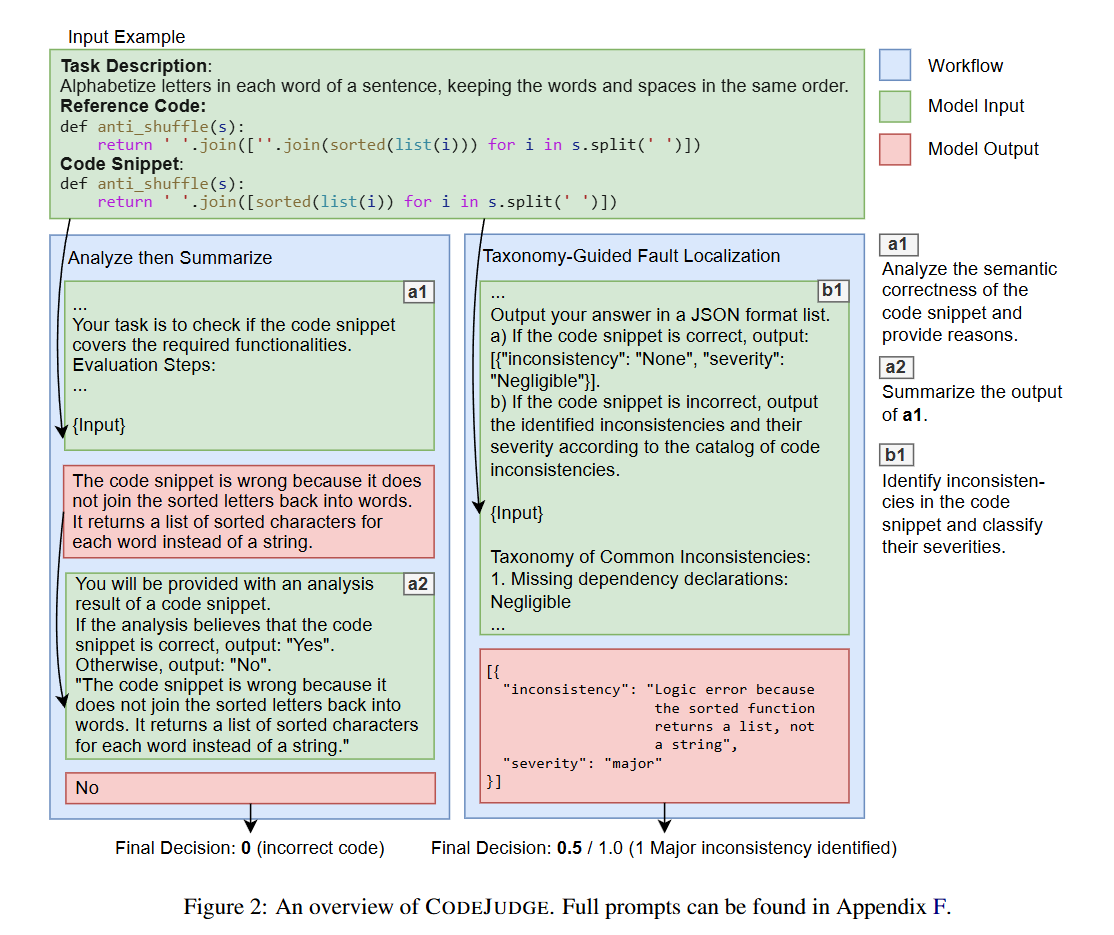 Input Example
Task Description:
Alphabetize letters in each word of a sentence, keeping the words and spaces in the same order.
Reference Code:
def anti_shuffle(s):
    return ' '.join([''.join(sorted(list(i))) for i in s.split(' ')])
Code Snippet:
def anti_shuffle(s):
    return ' '.join([sorted(list(i)) for i in s.split(' ')])
Workflow
Model Input
Model Output
Analyze then Summarize
a1
...
Your task is to check if the code snippet
covers the required functionalities.
Evaluation Steps:
...
{Input}
The code snippet is wrong because it does
not join the sorted letters back into words.
It returns a list of sorted characters for
each word instead of a string.
a2
You will be provided with an analysis
result of a code snippet.
If the analysis believes that the code
snippet is correct, output: "Yes".
Otherwise, output: "No".
"The code snippet is wrong because it
does not join the sorted letters back into
words. It returns a list of sorted characters
for each word instead of a string."
No
Final Decision: 0 (incorrect code)
Taxonomy-Guided Fault Localization
b1
...
Output your answer in a JSON format list.
a) If the code snippet is correct, output:
[{"inconsistency": "None", "severity":
"Negligible"}].
b) If the code snippet is incorrect, output
the identified inconsistencies and their
severity according to the catalog of code
inconsistencies.
{Input}
Taxonomy of Common Inconsistencies:
1. Missing dependency declarations:
Negligible
...
[{
  "inconsistency": "Logic error because
                    the sorted function
                    returns a list, not
                    a string",
  "severity": "major"
}]
Final Decision: 0.5 / 1.0 (1 Major inconsistency identified)
a1
Analyze the semantic
correctness of the
code snippet and
provide reasons.
a2
Summarize the output
of a1.
b1
Identify inconsisten-
cies in the code
snippet and classify
their severities.
Figure 2: An overview of CODEJUDGE. Full prompts can be found in Appendix F.